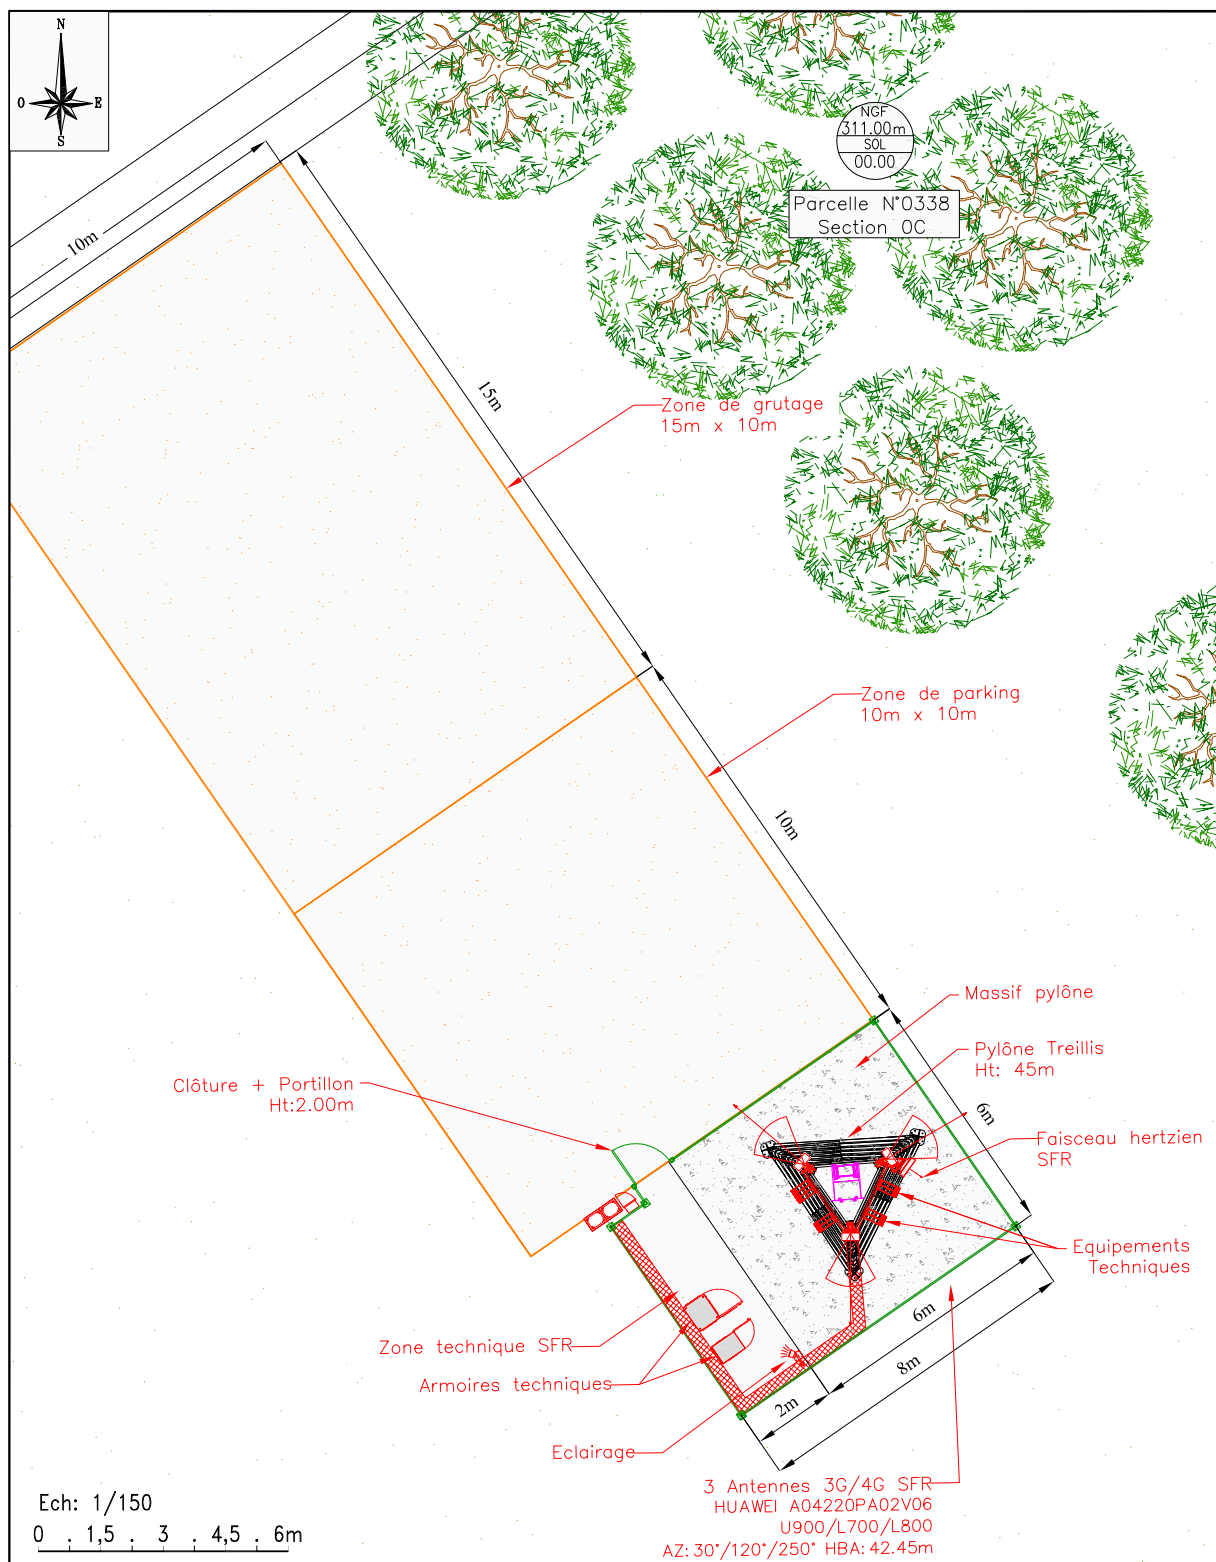 N
O
E
S
NGF
311.00m
SOL
00.00
Parcelle N°0338
Section 0C
10m
15m
Zone de grutage
15m x 10m
Zone de parking
10m x 10m
10m
Massif pylône
Pylône Treillis
Ht: 45m
6m
Clôture + Portillon
Ht:2.00m
Faisceau hertzien
SFR
Equipements
Techniques
6m
8m
2m
Zone technique SFR
Armoires techniques
Eclairage
3 Antennes 3G/4G SFR
HUAWEI A04220PA02V06
U900/L700/L800
AZ: 30°/120°/250° HBA: 42.45m
Ech: 1/150
0 . 1,5 . 3 . 4,5 . 6m